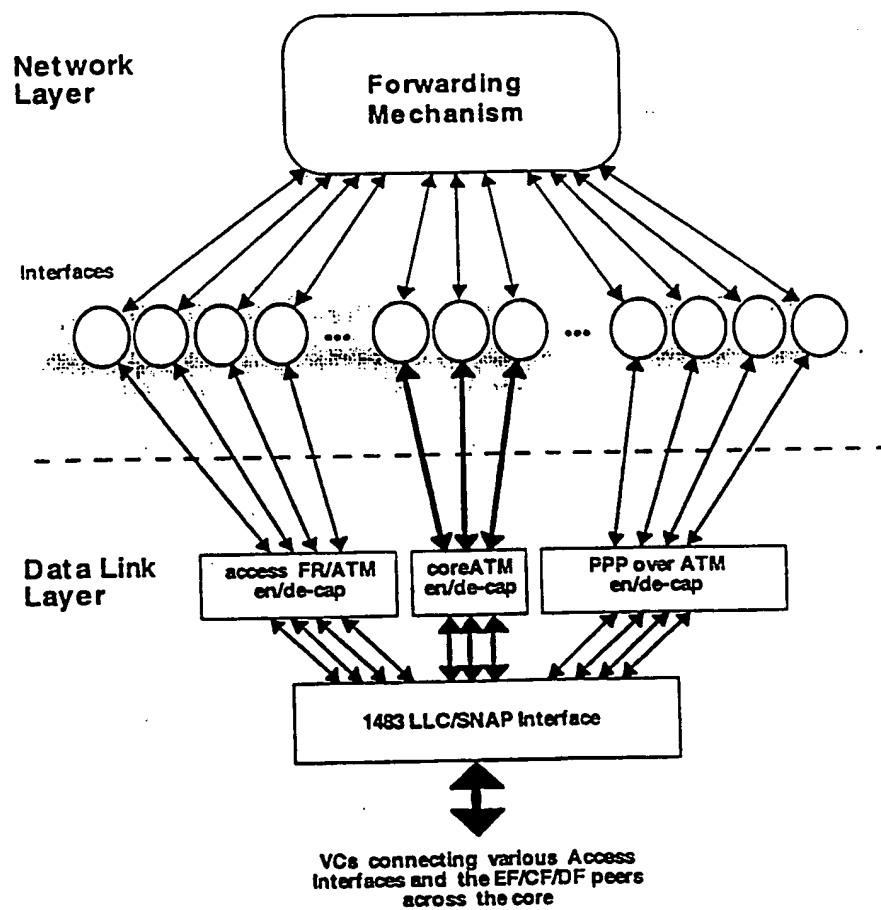 Network
Layer
Forwarding
Mechanism
Interfaces
...
...
Data Link
Layer
access FR/ATM
en/de-cap
coreATM
en/de-cap
PPP over ATM
en/de-cap
1483 LLC/SNAP Interface
VCs connecting various Access
Interfaces and the EF/CF/DF peers
across the core